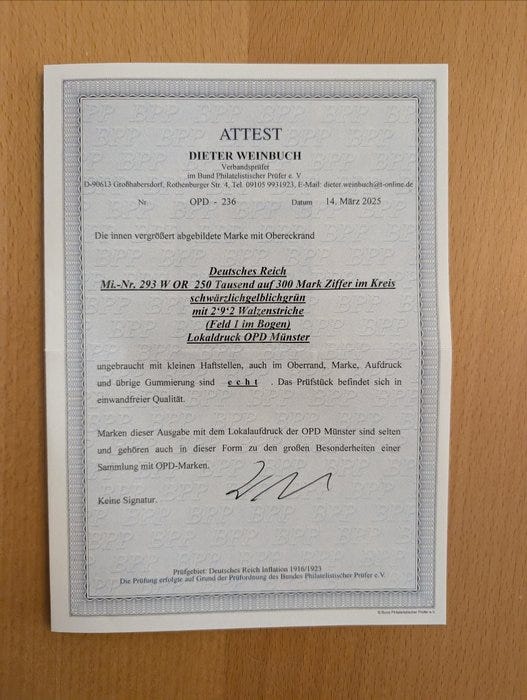 ATTEST
DIETER WEINBUCH
Verbandsprüfer
im Bund Philatelistischer Prüfer e. V
D-90613 Großhabersdorf, Rothenburger Str. 4, Tel. 09105 9931923, E-Mail: dieter.weinbuch@t-online.de
Nr. OPD - 236 Datum 14. März 2025
Die innen vergrößert abgebildete Marke mit Obereckrand
Deutsches Reich
Mi.-Nr. 293 W OR 250 Tausend auf 300 Mark Ziffer im Kreis
schwärzlichgelblichgrün
mit 2'9'2 Walzenstriche
(Feld 1 im Bogen)
Lokaldruck OPD Münster
ungebraucht mit kleinen Haftstellen, auch im Oberrand, Marke, Aufdruck
und übrige Gummierung sind e c h t . Das Prüfstück befindet sich in
einwandfreier Qualität.
Marken dieser Ausgabe mit dem Lokalaufdruck der OPD Münster sind selten
und gehören auch in dieser Form zu den großen Besonderheiten einer
Sammlung mit OPD-Marken.
Keine Signatur.
Prüfgebiet: Deutsches Reich Inflation 1916/1923
Die Prüfung erfolgte auf Grund der Prüfordnung des Bundes Philatelistischer Prüfer e.V.
© Bund Philatelistischer Prüfer e.V.